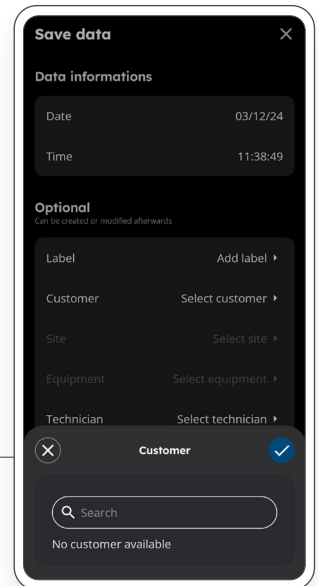 Save data
Data informations
Date 03/12/24
Time 11:38:49
Optional
Can be created or modified afterwards
Label Add label
Customer Select customer
Site Select site
Equipment Select equipment
Technician Select technician
Customer
Search
No customer available